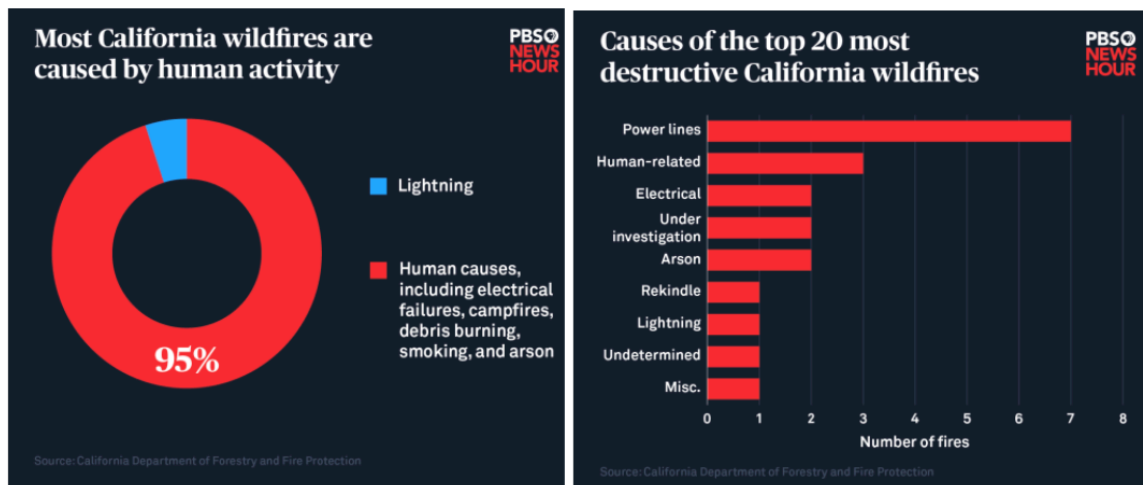 Most California wildfires are
caused by human activity
PBS
NEWS
HOUR
Lightning
Human causes,
including electrical
failures, campfires,
debris burning,
smoking, and arson
95%
Source: California Department of Forestry and Fire Protection
Causes of the top 20 most
destructive California wildfires
PBS
NEWS
HOUR
Power lines
Human-related
Electrical
Under
investigation
Arson
Rekindle
Lightning
Undetermined
Misc.
0 1 2 3 4 5 6 7 8
Number of fires
Source: California Department of Forestry and Fire Protection